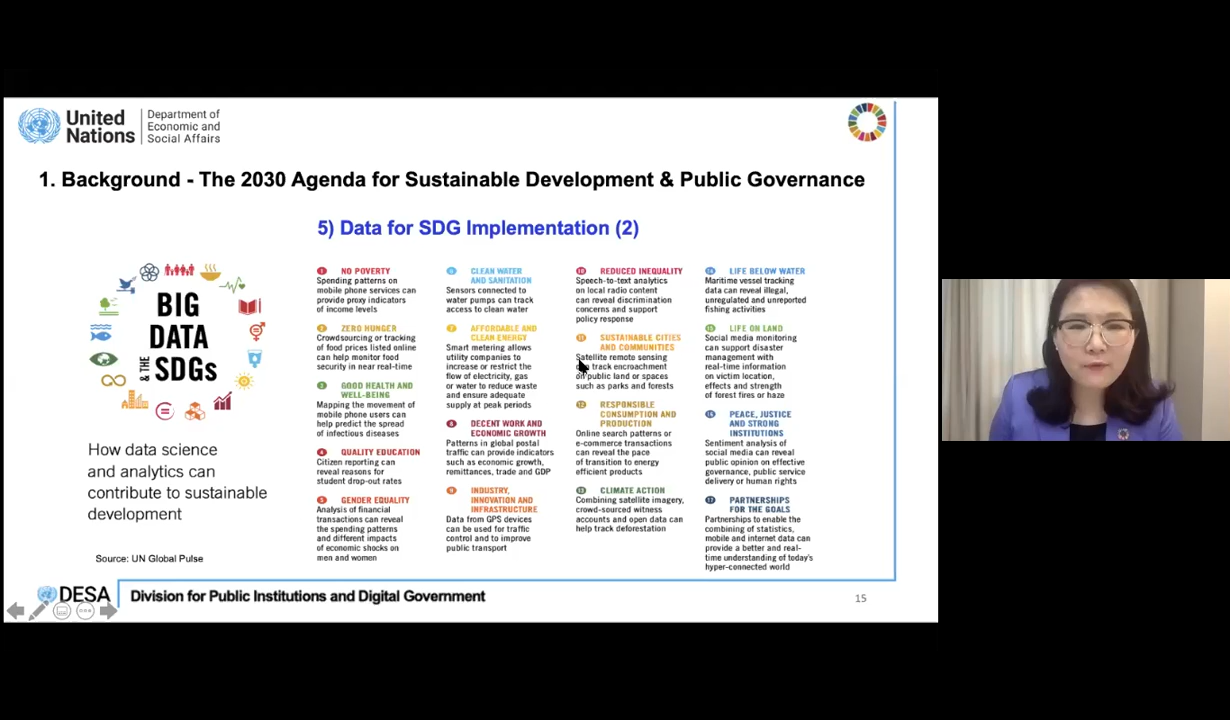 United
Nations
Department of
Economic and
Social Affairs
1. Background - The 2030 Agenda for Sustainable Development & Public Governance
5) Data for SDG Implementation (2)
BIG
DATA
& THE
SDGs
How data science
and analytics can
contribute to sustainable
development
Source: UN Global Pulse
1 NO POVERTY
Spending patterns on
mobile phone services can
provide proxy indicators
of income levels
2 ZERO HUNGER
Crowdsourcing or tracking
of food prices listed online
can help monitor food
security in near real-time
3 GOOD HEALTH AND
WELL-BEING
Mapping the movement of
mobile phone users can
help predict the spread
of infectious diseases
4 QUALITY EDUCATION
Citizen reporting can
reveal reasons for
student drop-out rates
5 GENDER EQUALITY
Analysis of financial
transactions can reveal
the spending patterns
and different impacts
of economic shocks on
men and women
6 CLEAN WATER
AND SANITATION
Sensors connected to
water pumps can track
access to clean water
7 AFFORDABLE AND
CLEAN ENERGY
Smart metering allows
utility companies to
increase or restrict the
flow of electricity, gas
or water to reduce waste
and ensure adequate
supply at peak periods
8 DECENT WORK AND
ECONOMIC GROWTH
Patterns in global postal
traffic can provide indicators
such as economic growth,
remittances, trade and GDP
9 INDUSTRY,
INNOVATION AND
INFRASTRUCTURE
Data from GPS devices
can be used for traffic
control and to improve
public transport
10 REDUCED INEQUALITY
Speech-to-text analytics
on local radio content
can reveal discrimination
concerns and support
policy response
11 SUSTAINABLE CITIES
AND COMMUNITIES
Satellite remote sensing
can track encroachment
on public land or spaces
such as parks and forests
12 RESPONSIBLE
CONSUMPTION AND
PRODUCTION
Online search patterns or
e-commerce transactions
can reveal the pace
of transition to energy
efficient products
13 CLIMATE ACTION
Combining satellite imagery,
crowd-sourced witness
accounts and open data can
help track deforestation
14 LIFE BELOW WATER
Maritime vessel tracking
data can reveal illegal,
unregulated and unreported
fishing activities
15 LIFE ON LAND
Social media monitoring
can support disaster
management with
real-time information
on victim location,
effects and strength
of forest fires or haze
16 PEACE, JUSTICE
AND STRONG
INSTITUTIONS
Sentiment analysis of
social media can reveal
public opinion on effective
governance, public service
delivery or human rights
17 PARTNERSHIPS
FOR THE GOALS
Partnerships to enable the
combining of statistics,
mobile and internet data can
provide a better and real-
time understanding of today's
hyper-connected world
DESA
Division for Public Institutions and Digital Government
15